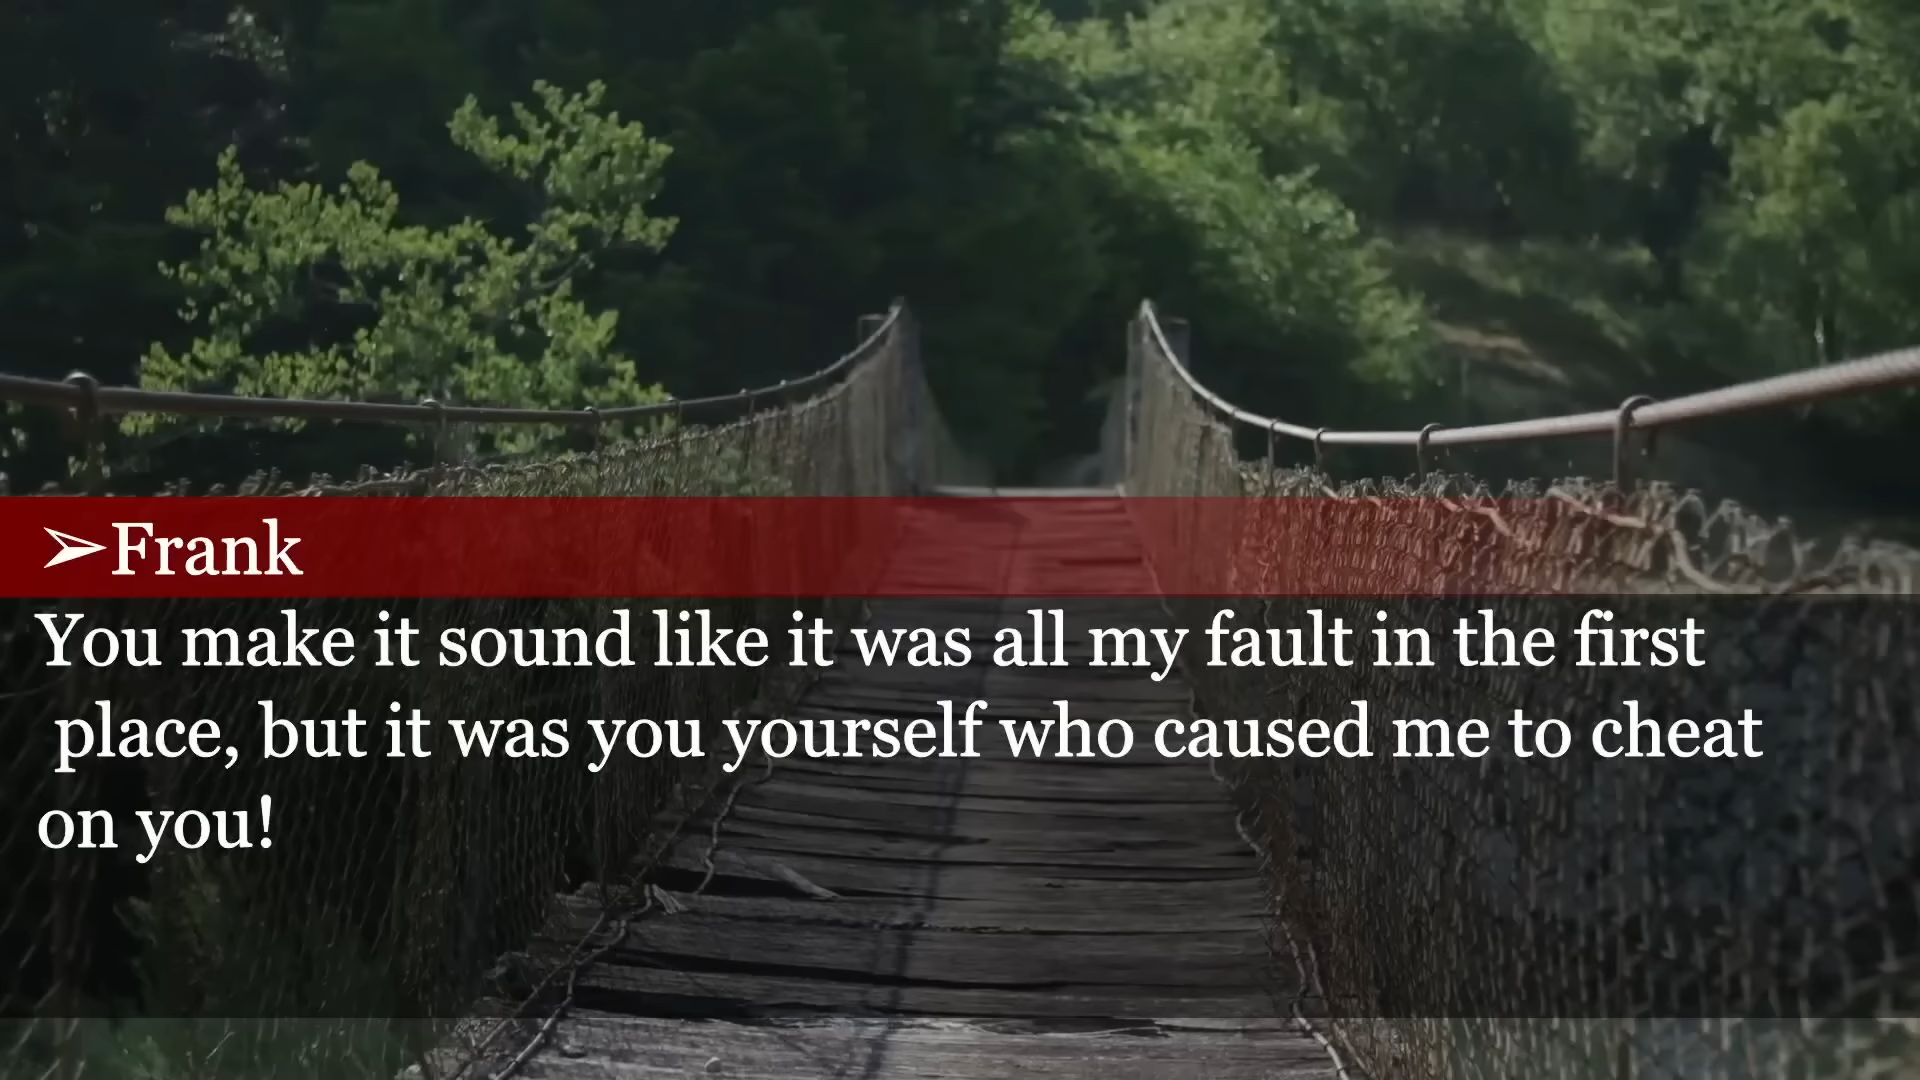 ➢Frank
You make it sound like it was all my fault in the first
place, but it was you yourself who caused me to cheat
on you!